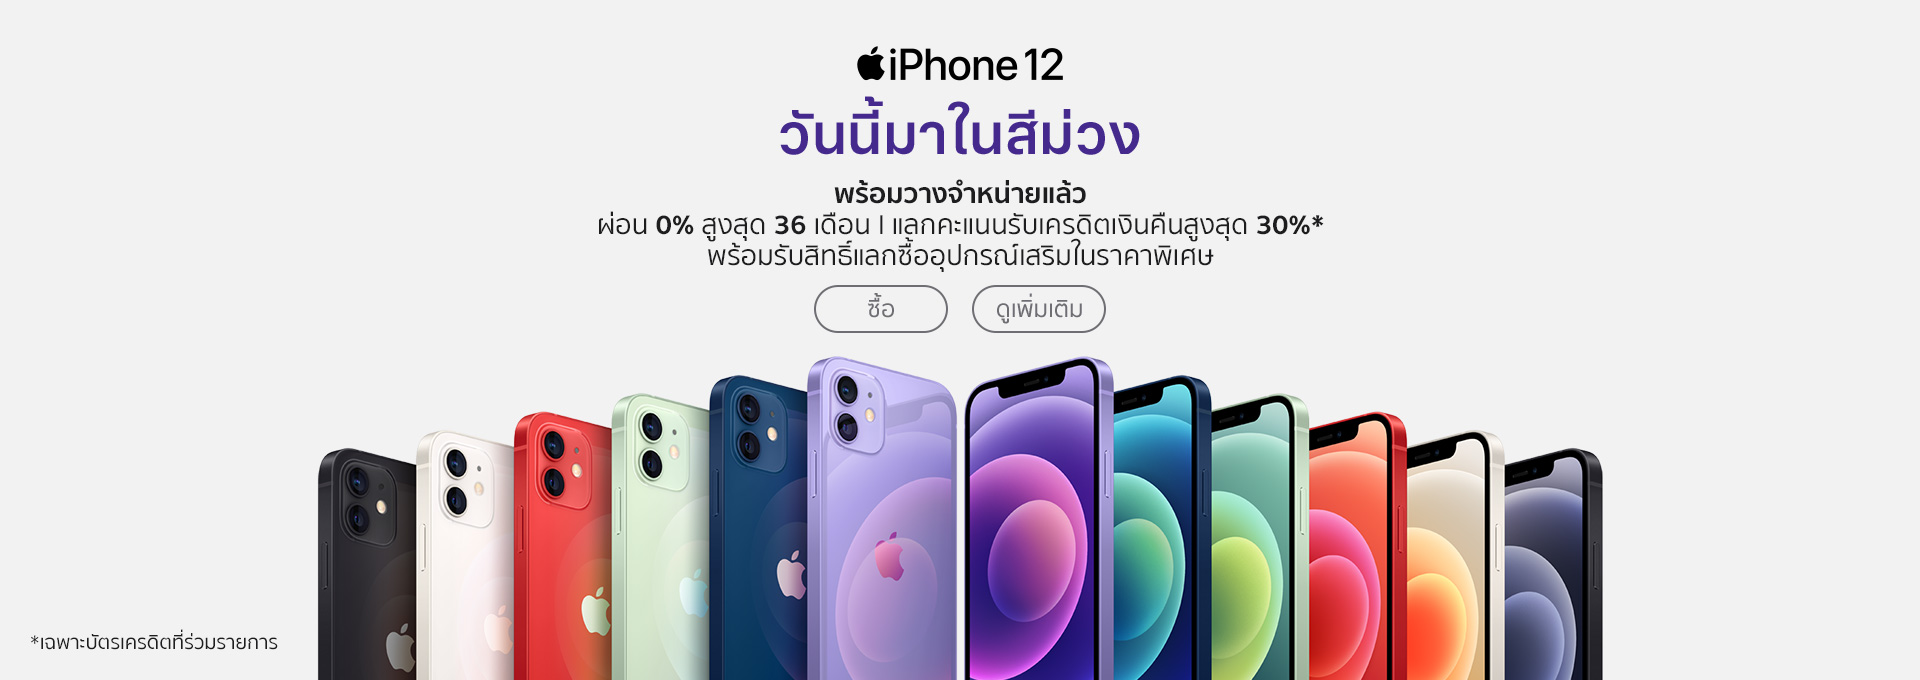 iPhone 12
วันนี้มาในสีม่วง
พร้อมวางจำหน่ายแล้ว
ผ่อน 0% สูงสุด 36 เดือน | แลกคะแนนรับเครดิตเงินคืนสูงสุด 30%*
พร้อมรับสิทธิ์แลกซื้ออุปกรณ์เสริมในราคาพิเศษ
ซื้อ ดูเพิ่มเติม
*เฉพาะบัตรเครดิตที่ร่วมรายการ